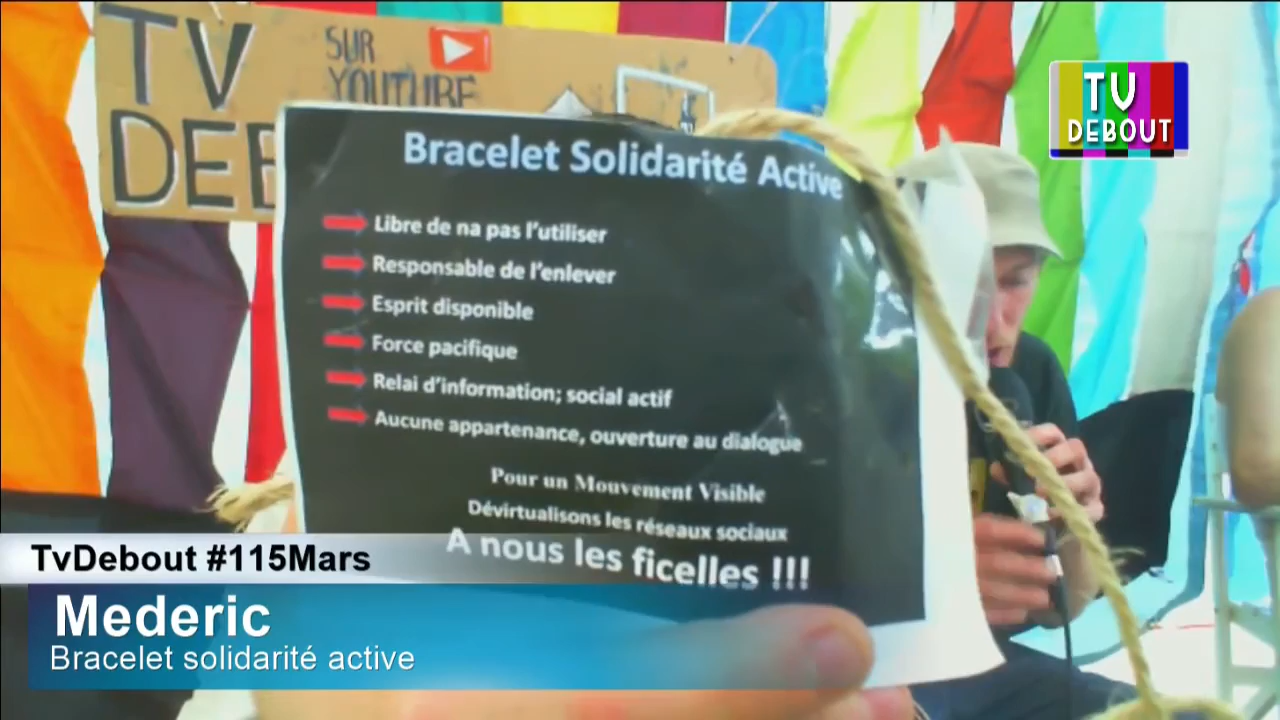 TV
DEB
SUR
YOUTUBE
TV
DEBOUT
Bracelet Solidarité Active
Libre de na pas l'utiliser
Responsable de l'enlever
Esprit disponible
Force pacifique
Relai d'information; social actif
Aucune appartenance, ouverture au dialogue
Pour un Mouvement Visible
Dévirtualisons les réseaux sociaux
A nous les ficelles !!!
TvDebout #115Mars
Mederic
Bracelet solidarité active